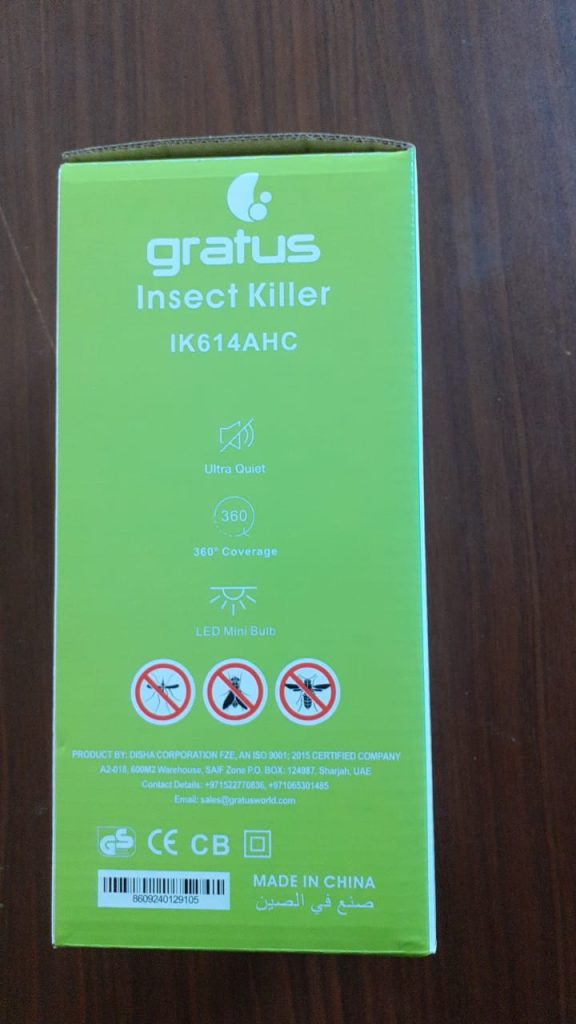 gratus
Insect Killer
IK614AHC
Ultra Quiet
360
360° Coverage
LED Mini Bulb
PRODUCT BY: DISHA CORPORATION FZE, AN ISO 9001; 2015 CERTIFIED COMPANY
A2-018, 600M2 Warehouse, SAIF Zone P.O. BOX: 124987, Sharjah, UAE
Contact Details: +971522770836, +971065301485
Email: sales@gratusworld.com
GS CE CB
MADE IN CHINA
صنع في الصين
8609240129105